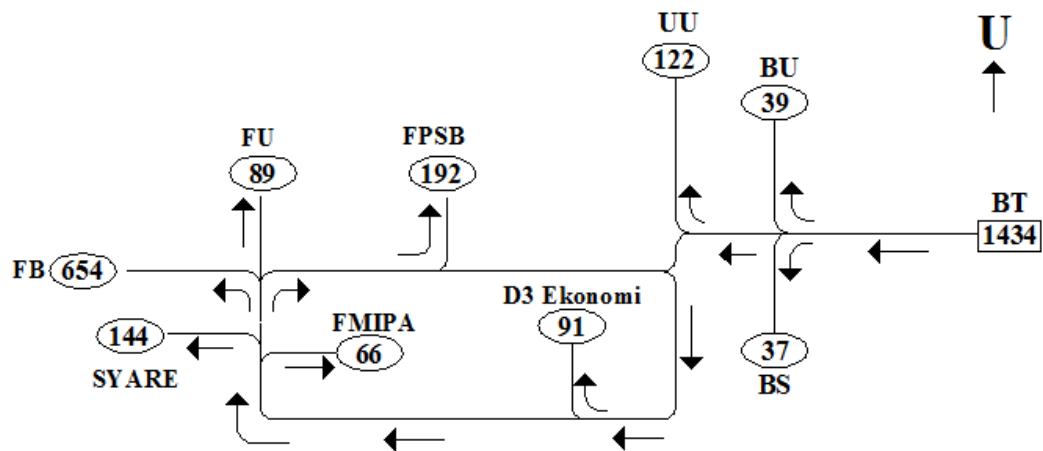 UU
122
U
BU
39
FU
89
FPSB
192
BT
1434
FB 654
D3 Ekonomi
91
144
SYARE
FMIPA
66
37
BS